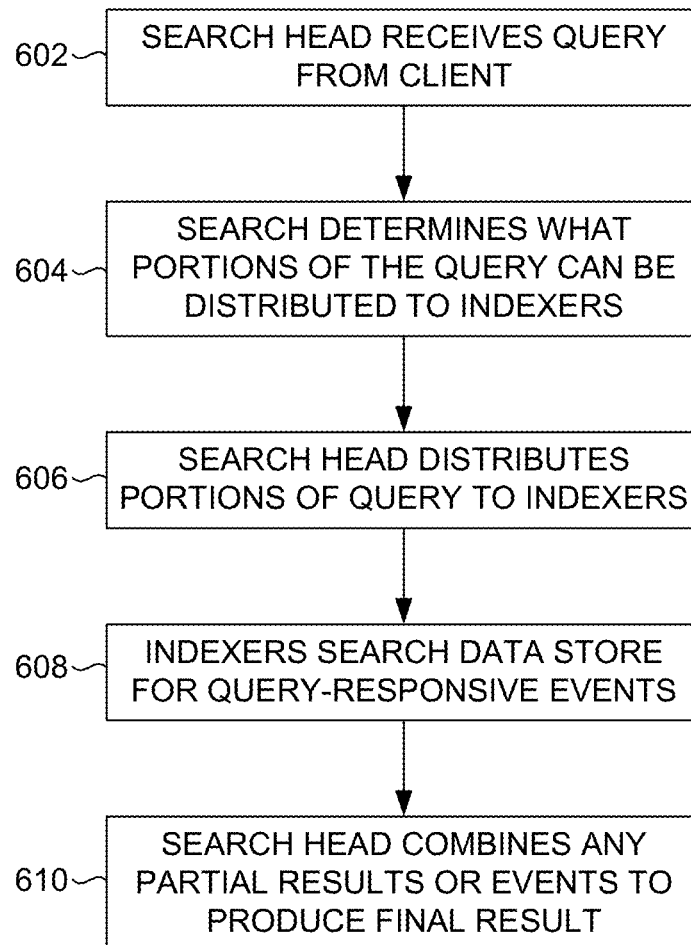 602
SEARCH HEAD RECEIVES QUERY
FROM CLIENT
604
SEARCH DETERMINES WHAT
PORTIONS OF THE QUERY CAN BE
DISTRIBUTED TO INDEXERS
606
SEARCH HEAD DISTRIBUTES
PORTIONS OF QUERY TO INDEXERS
608
INDEXERS SEARCH DATA STORE
FOR QUERY-RESPONSIVE EVENTS
610
SEARCH HEAD COMBINES ANY
PARTIAL RESULTS OR EVENTS TO
PRODUCE FINAL RESULT